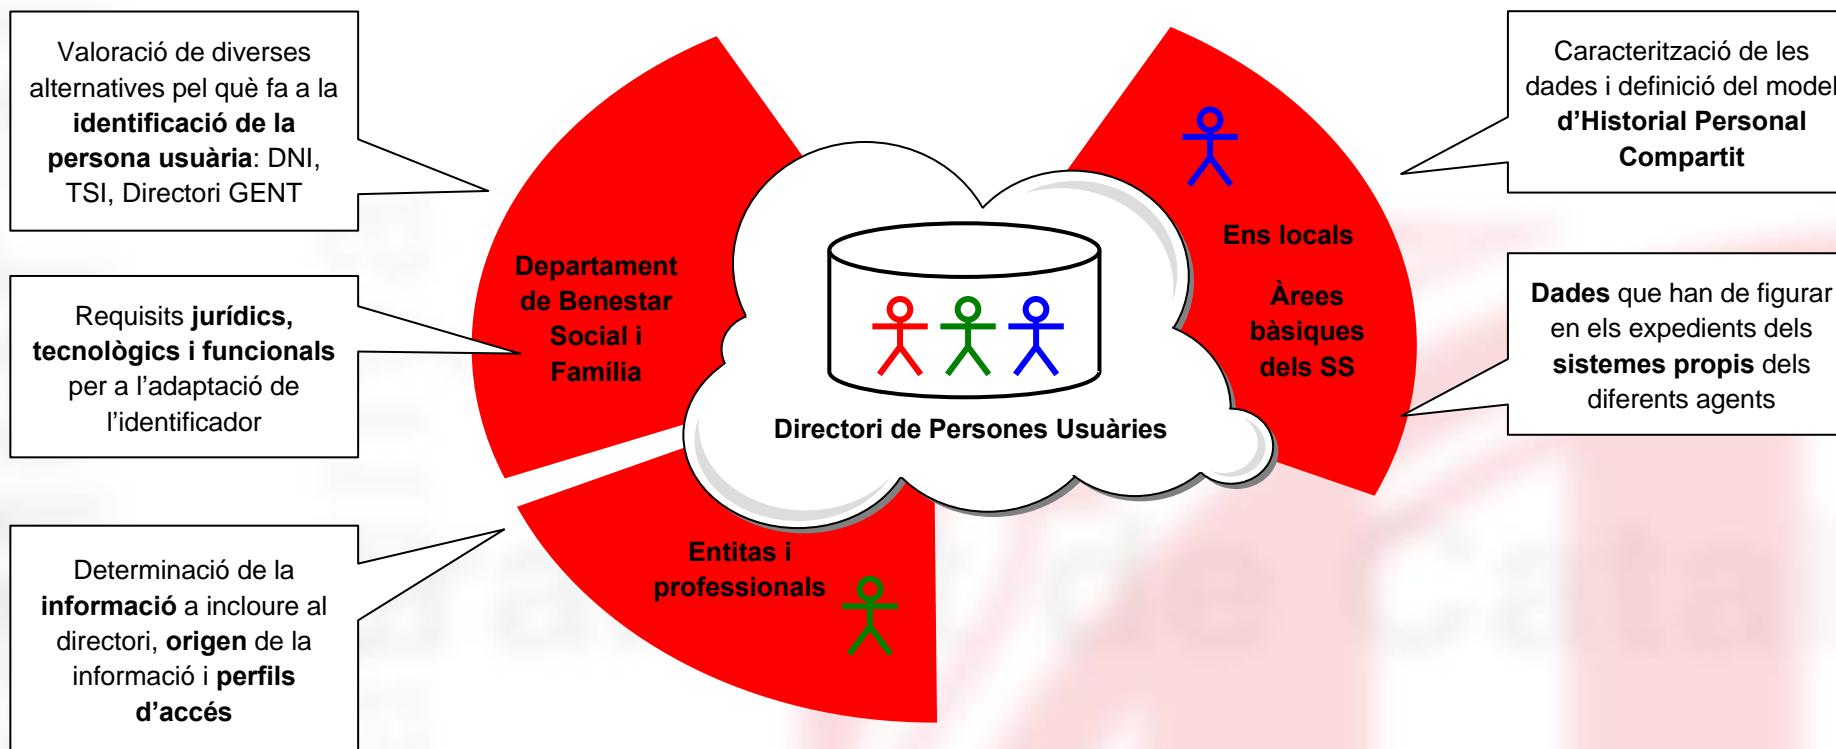 Valoració de diverses
alternatives pel què fa a la
identificació de la
persona usuària: DNI,
TSI, Directori GENT
Requisits jurídics,
tecnològics i funcionals
per a l’adaptació de
l’identificador
Determinació de la
informació a incloure al
directori, origen de la
informació i perfils
d’accés
Departament
de Benestar
Social i
Família
Entitas i
professionals
Directori de Persones Usuàries
Ens locals
Àrees
bàsiques
dels SS
Caracterització de les
dades i definició del model
d’Historial Personal
Compartit
Dades que han de figurar
en els expedients dels
sistemes propis dels
diferents agents